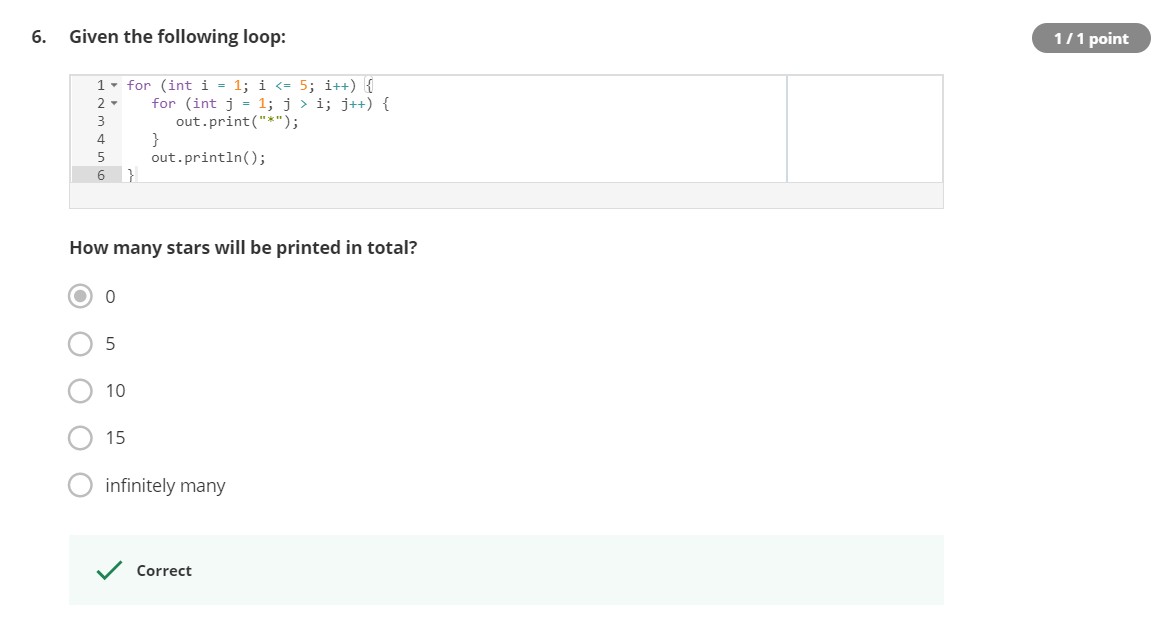 6. Given the following loop:
1 / 1 point
1 for (int i = 1; i <= 5; i++) {
2 for (int j = 1; j > i; j++) {
3 out.print("*");
4 }
5 out.println();
6 }
How many stars will be printed in total?
0
5
10
15
infinitely many
Correct